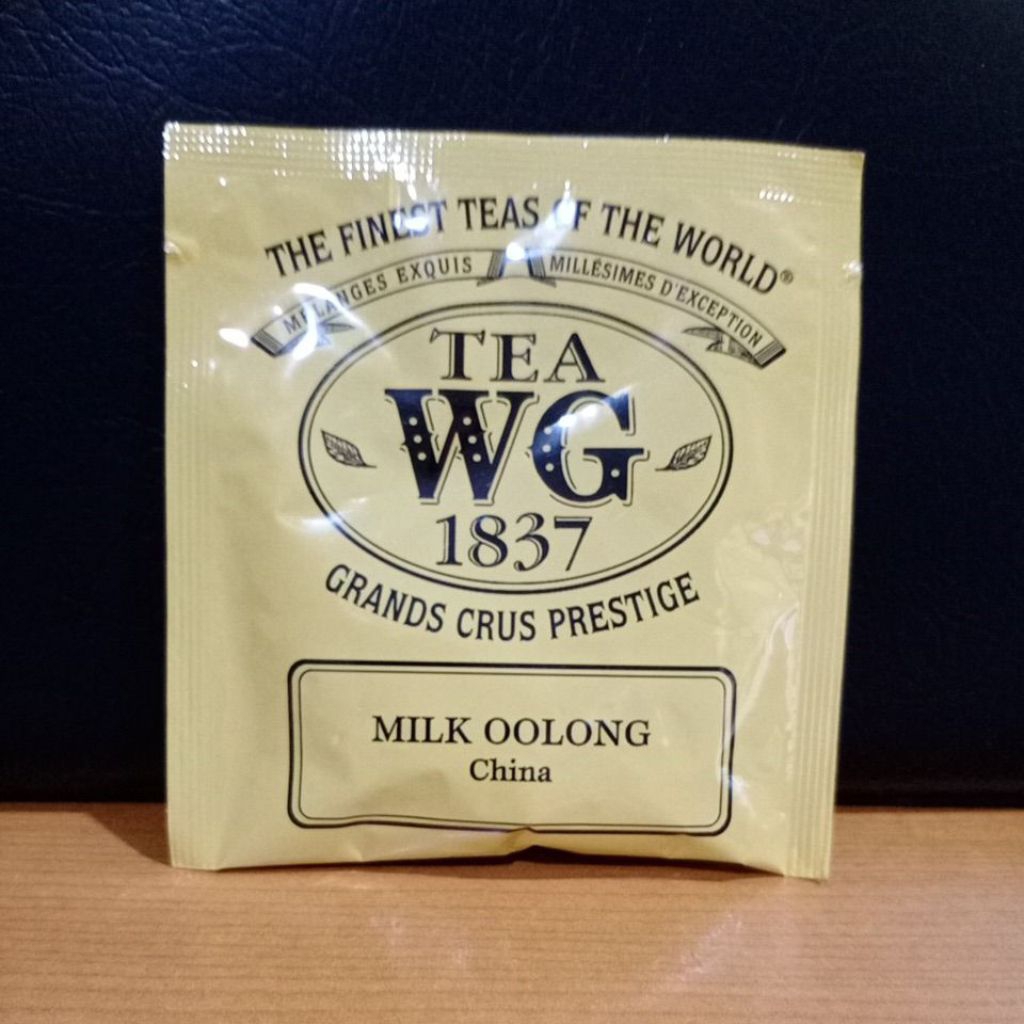 THE FINEST TEAS OF THE WORLD®
MÉLANGES EXQUIS MILLÉSIMES D'EXCEPTION
TEA
WG
1837
GRANDS CRUS PRESTIGE
MILK OOLONG
China